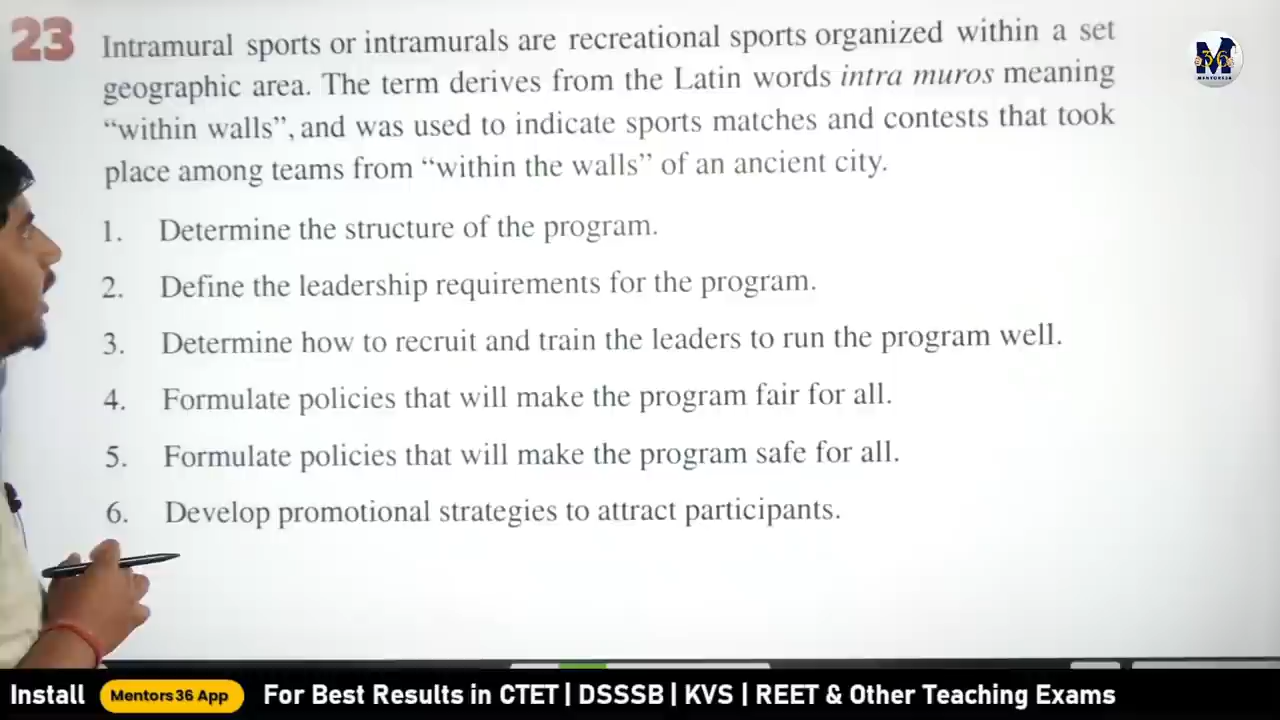 23
Intramural sports or intramurals are recreational sports organized within a set
geographic area. The term derives from the Latin words intra muros meaning
“within walls”, and was used to indicate sports matches and contests that took
place among teams from “within the walls” of an ancient city.
1. Determine the structure of the program.
2. Define the leadership requirements for the program.
3. Determine how to recruit and train the leaders to run the program well.
4. Formulate policies that will make the program fair for all.
5. Formulate policies that will make the program safe for all.
6. Develop promotional strategies to attract participants.
M
36
MENTORS36
Install Mentors36 App For Best Results in CTET | DSSSB | KVS | REET & Other Teaching Exams